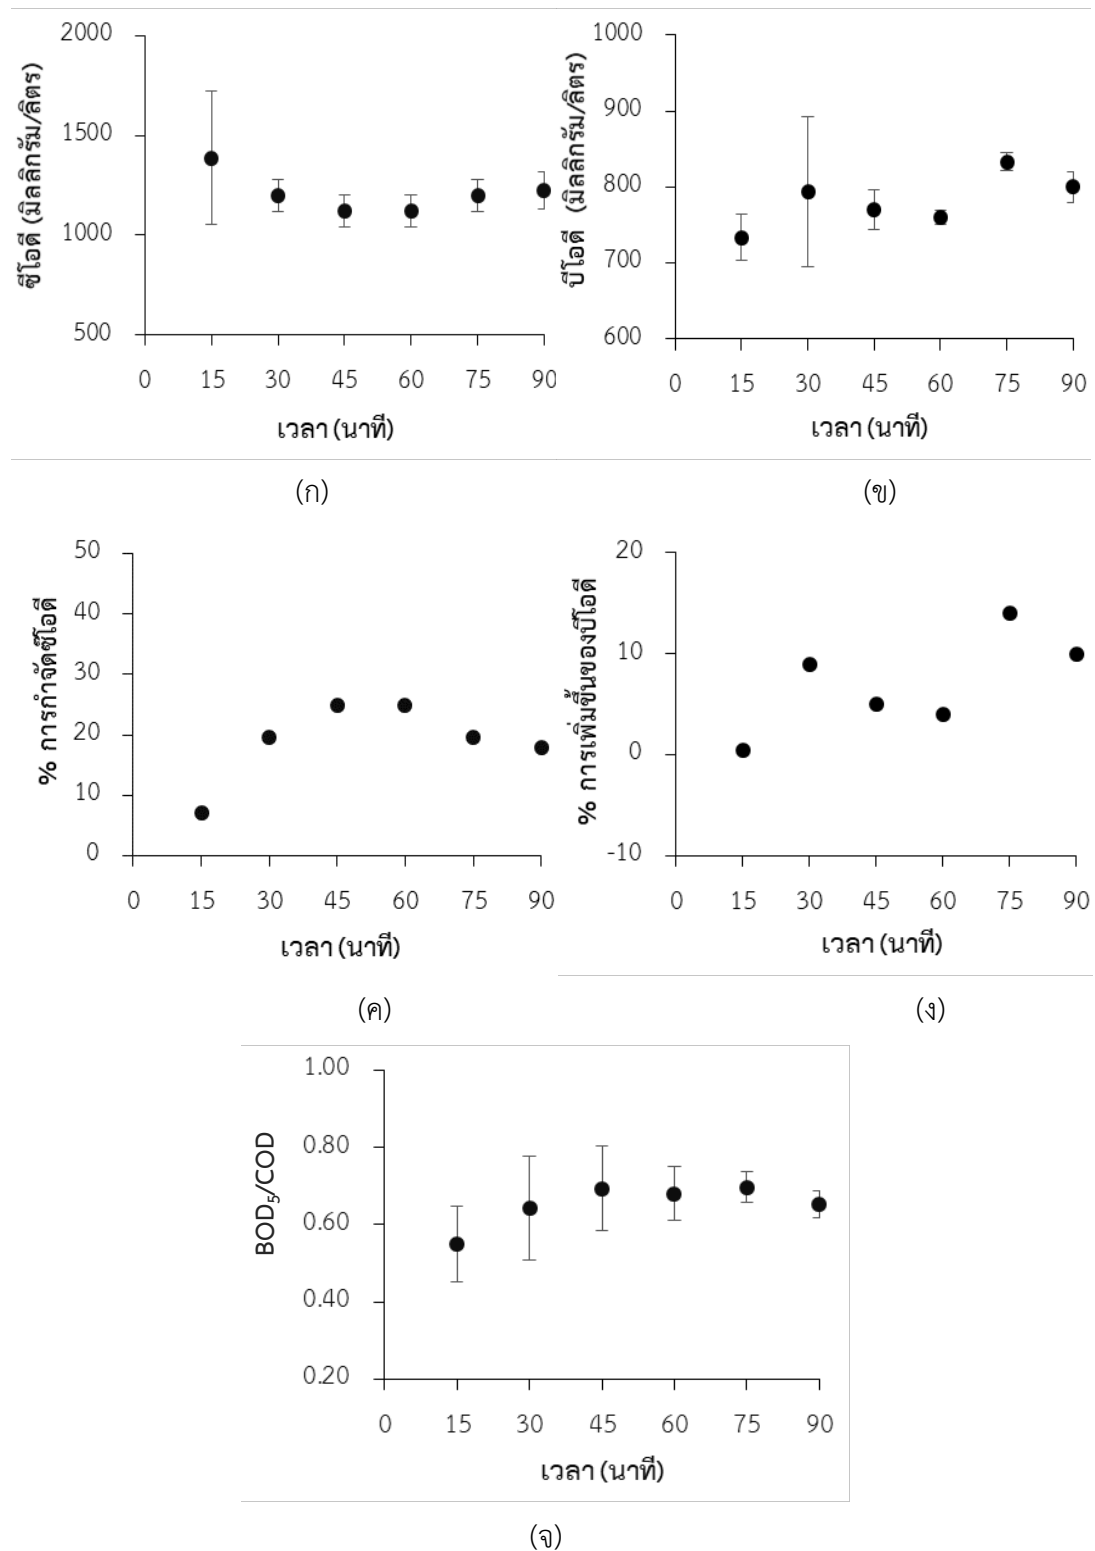 ซีโอดี (มิลลิกรัม/ลิตร)
2000
1500
1000
500
0 15 30 45 60 75 90
เวลา (นาที)
(ก)
บีโอดี (มิลลิกรัม/ลิตร)
1000
900
800
700
600
0 15 30 45 60 75 90
เวลา (นาที)
(ข)
% การกำจัดซีโอดี
50
40
30
20
10
0
0 15 30 45 60 75 90
เวลา (นาที)
(ค)
% การเพิ่มขึ้นของบีโอดี
20
10
0
-10
0 15 30 45 60 75 90
เวลา (นาที)
(ง)
BOD₅/COD
1.00
0.80
0.60
0.40
0.20
0 15 30 45 60 75 90
เวลา (นาที)
(จ)